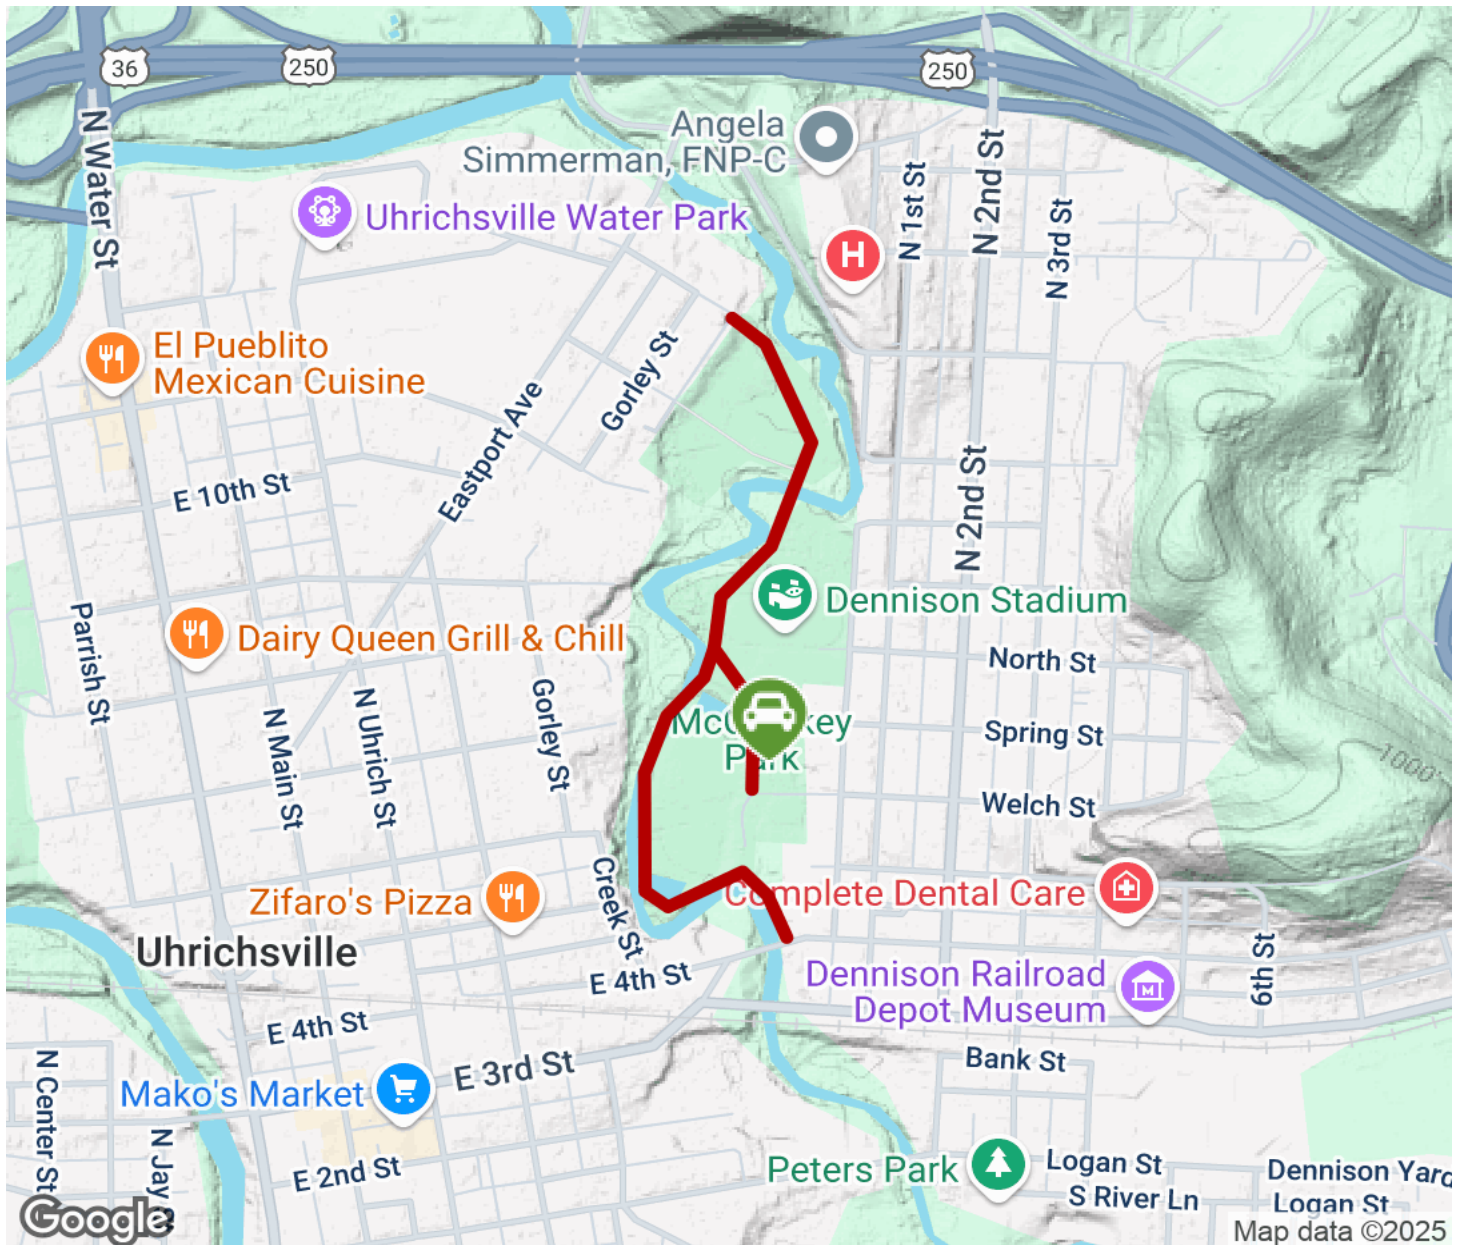 36
250
250
N Water St
Angela
Simmerman, FNP-C
N 1st St
N 2nd St
N 3rd St
Uhrichsville Water Park
H
El Pueblito
Mexican Cuisine
Gorley St
Eastport Ave
E 10th St
N 2nd St
Dennison Stadium
Parrish St
Dairy Queen Grill & Chill
North St
N Main St
N Uhrich St
Gorley St
Park
Spring St
1000'
Welch St
Zifaro's Pizza
Creek St
Complete Dental Care
Uhrichsville
E 4th St
Dennison Railroad
Depot Museum
6th St
E 4th St
N Center St
Mako's Market
E 3rd St
Bank St
N Jay St
E 2nd St
Peters Park
Logan St
S River Ln
Dennison Yard
Logan St
Google
Map data ©2025